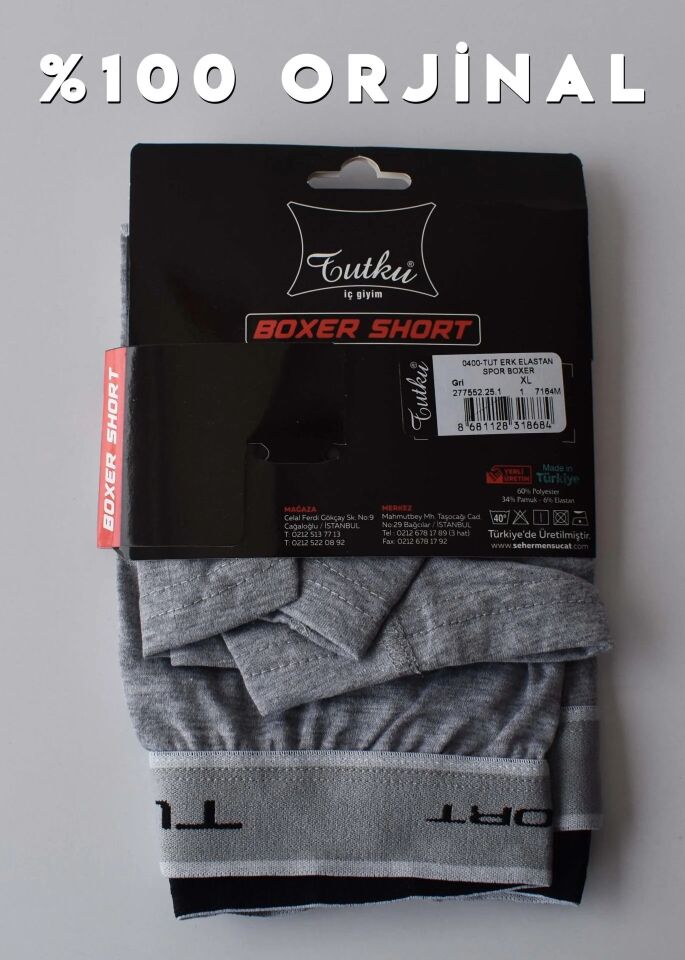 %100 ORJİNAL
Tutku®
iç giyim
BOXER SHORT
BOXER SHORT
Tutku®
0400-TUT ERK ELASTAN
SPOR BOXER
Gri XL
277552.25.1 1 7164M
8 681128 318684
YERLİ ÜRETİM
Made in Türkiye
60% Polyester
34% Pamuk - 6% Elastan
40°
MAĞAZA
Celal Ferdi Gökçay Sk. No:9
Cağaloğlu / İSTANBUL
T: 0212 513 77 13
T: 0212 522 08 92
MERKEZ
Mahmutbey Mh. Taşocağı Cad.
No:29 Bağcılar / İSTANBUL
Tel : 0212 678 17 89 (3 hat)
Fax: 0212 678 17 92
Türkiye'de Üretilmiştir.
www.sehermensucat.com
TU
ORT